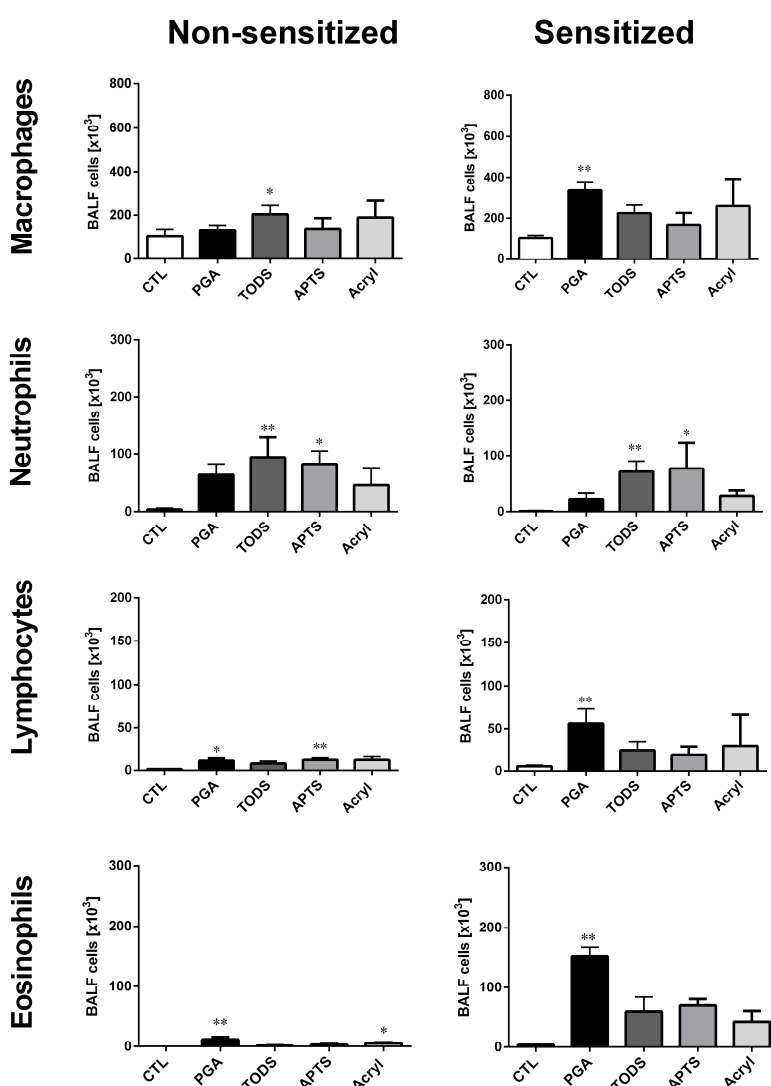 Non-sensitized Sensitized
Macrophages
BALF cells [x10³]
800
600
400
200
0
*
CTL PGA TODS APTS Acryl
BALF cells [x10³]
800
600
400
200
0
**
CTL PGA TODS APTS Acryl
Neutrophils
BALF cells [x10³]
300
200
100
0
** *
CTL PGA TODS APTS Acryl
BALF cells [x10³]
300
200
100
0
** *
CTL PGA TODS APTS Acryl
Lymphocytes
BALF cells [x10³]
200
150
100
50
0
* **
CTL PGA TODS APTS Acryl
BALF cells [x10³]
200
150
100
50
0
**
CTL PGA TODS APTS Acryl
Eosinophils
BALF cells [x10³]
300
200
100
0
** *
CTL PGA TODS APTS Acryl
BALF cells [x10³]
300
200
100
0
**
CTL PGA TODS APTS Acryl